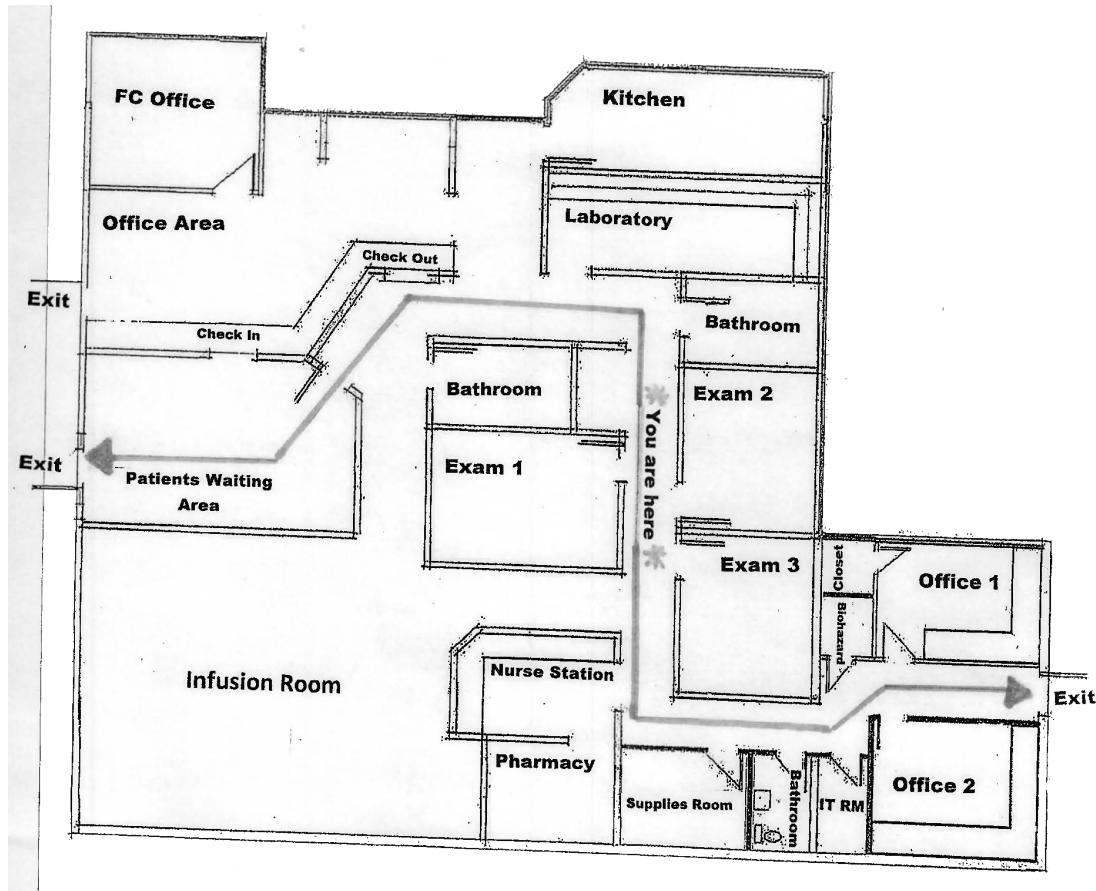 FC Office
Kitchen
Office Area
Laboratory
Check Out
Exit
Bathroom
Check In
Bathroom
Exam 2
You are here
Exit
Exam 1
Patients Waiting
Area
Exam 3
Closet
Office 1
Biohazard
Nurse Station
Infusion Room
Exit
Pharmacy
Supplies Room
Bathroom
IT RM
Office 2